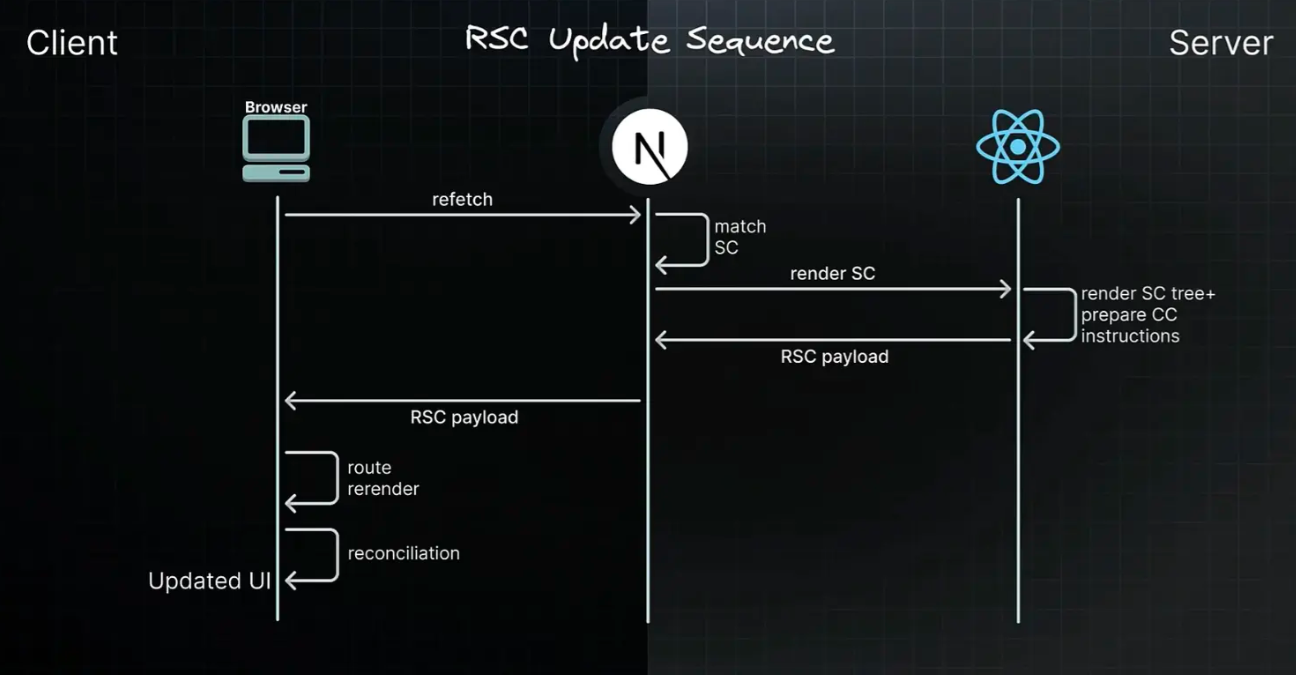 Client
RSC Update Sequence
Server
Browser
N
refetch
match
SC
render SC
render SC tree+
prepare CC
instructions
RSC payload
RSC payload
route
rerender
reconciliation
Updated UI